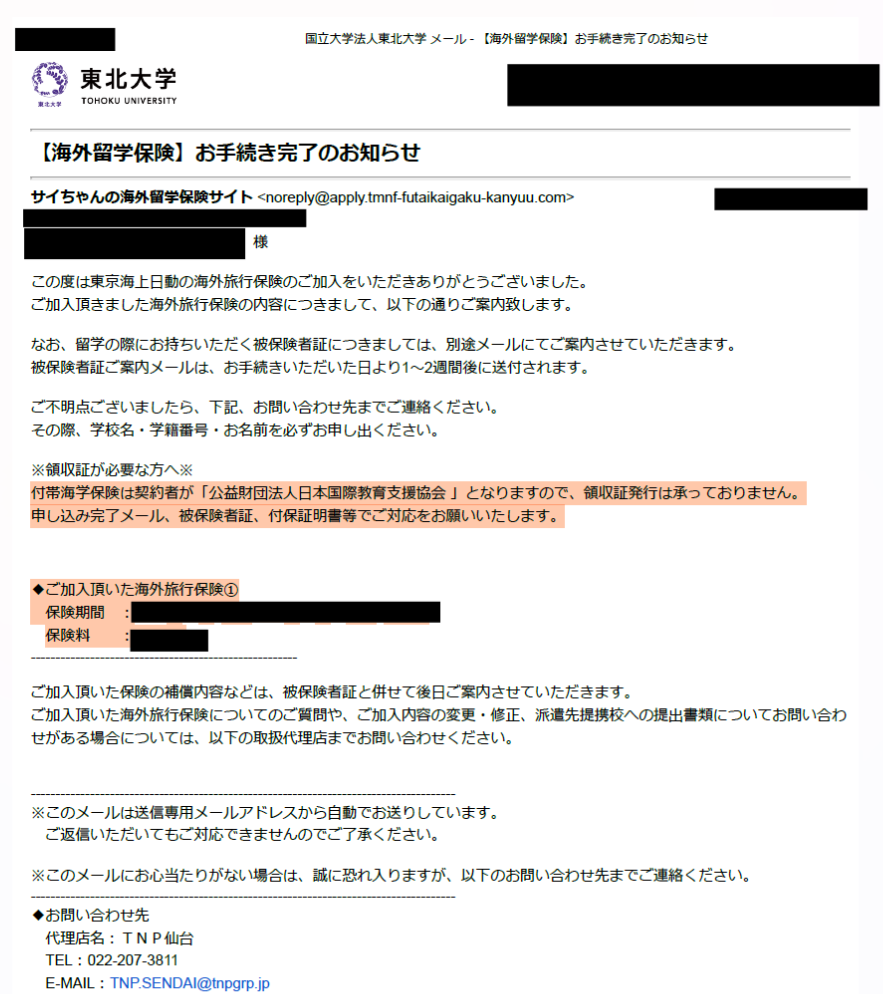 国立大学法人東北大学 メール - 【海外留学保険】お手続き完了のお知らせ
東北大学
東北大学
TOHOKU UNIVERSITY
【海外留学保険】お手続き完了のお知らせ
サイちゃんの海外留学保険サイト <noreply@apply.tmnf-futaikaigaku-kanyuu.com>
様
この度は東京海上日動の海外旅行保険のご加入をいただきありがとうございました。
ご加入頂きました海外旅行保険の内容につきまして、以下の通りご案内致します。
なお、留学の際にお持ちいただく被保険者証につきましては、別途メールにてご案内させていただきます。
被保険者証ご案内メールは、お手続きいただいた日より1～2週間後に送付されます。
ご不明点ございましたら、下記、お問い合わせ先までご連絡ください。
その際、学校名・学籍番号・お名前を必ずお申し出ください。
※領収証が必要な方へ※
付帯海学保険は契約者が「公益財団法人日本国際教育支援協会 」となりますので、領収証発行は承っておりません。
申し込み完了メール、被保険者証、付保証明書等でご対応をお願いいたします。
◆ご加入頂いた海外旅行保険①
保険期間 ：
保険料 ：
------------------------------------------------------
ご加入頂いた保険の補償内容などは、被保険者証と併せて後日ご案内させていただきます。
ご加入頂いた海外旅行保険についてのご質問や、ご加入内容の変更・修正、派遣先提携校への提出書類についてお問い合わ
せがある場合については、以下の取扱代理店までお問い合わせください。
--------------------------------------------------------------------------------------
※このメールは送信専用メールアドレスから自動でお送りしています。
ご返信いただいてもご対応できませんのでご了承ください。
※このメールにお心当たりがない場合は、誠に恐れ入りますが、以下のお問い合わせ先までご連絡ください。
--------------------------------------------------------------------------------------
◆お問い合わせ先
代理店名：ＴＮＰ仙台
TEL：022-207-3811
E-MAIL：TNP.SENDAI@tnpgrp.jp